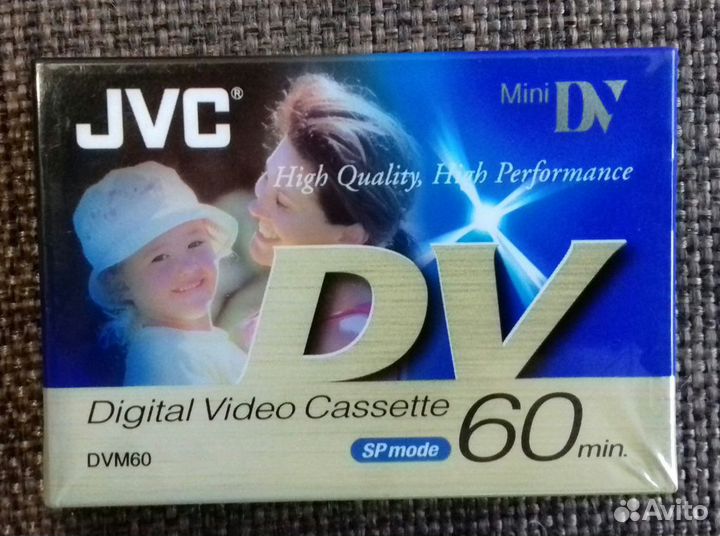 JVC®
Mini DV
High Quality, High Performance
DV
Digital Video Cassette
60 min.
SP mode
DVM60
Avito